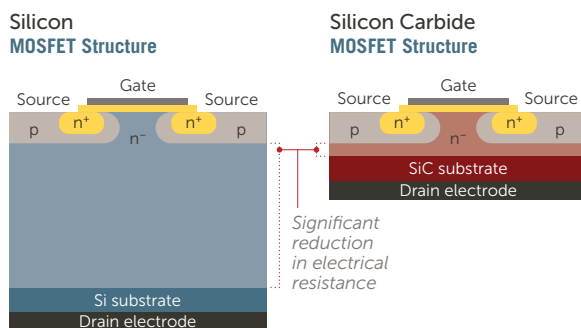 Silicon
MOSFET Structure
Gate
Source
Source
p
n⁺
n⁻
n⁺
p
Si substrate
Drain electrode
Significant
reduction
in electrical
resistance
Silicon Carbide
MOSFET Structure
Gate
Source
Source
p
n⁺
n⁻
n⁺
p
SiC substrate
Drain electrode